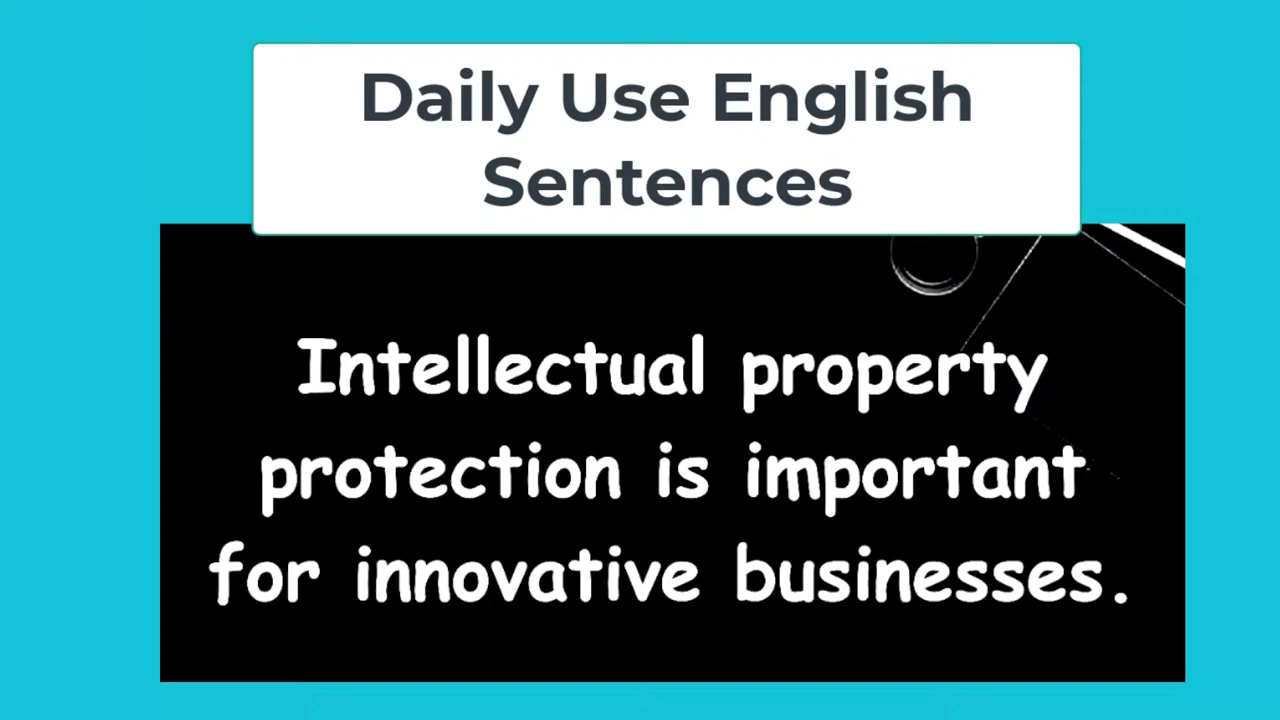 Daily Use English
Sentences
Intellectual property
protection is important
for innovative businesses.